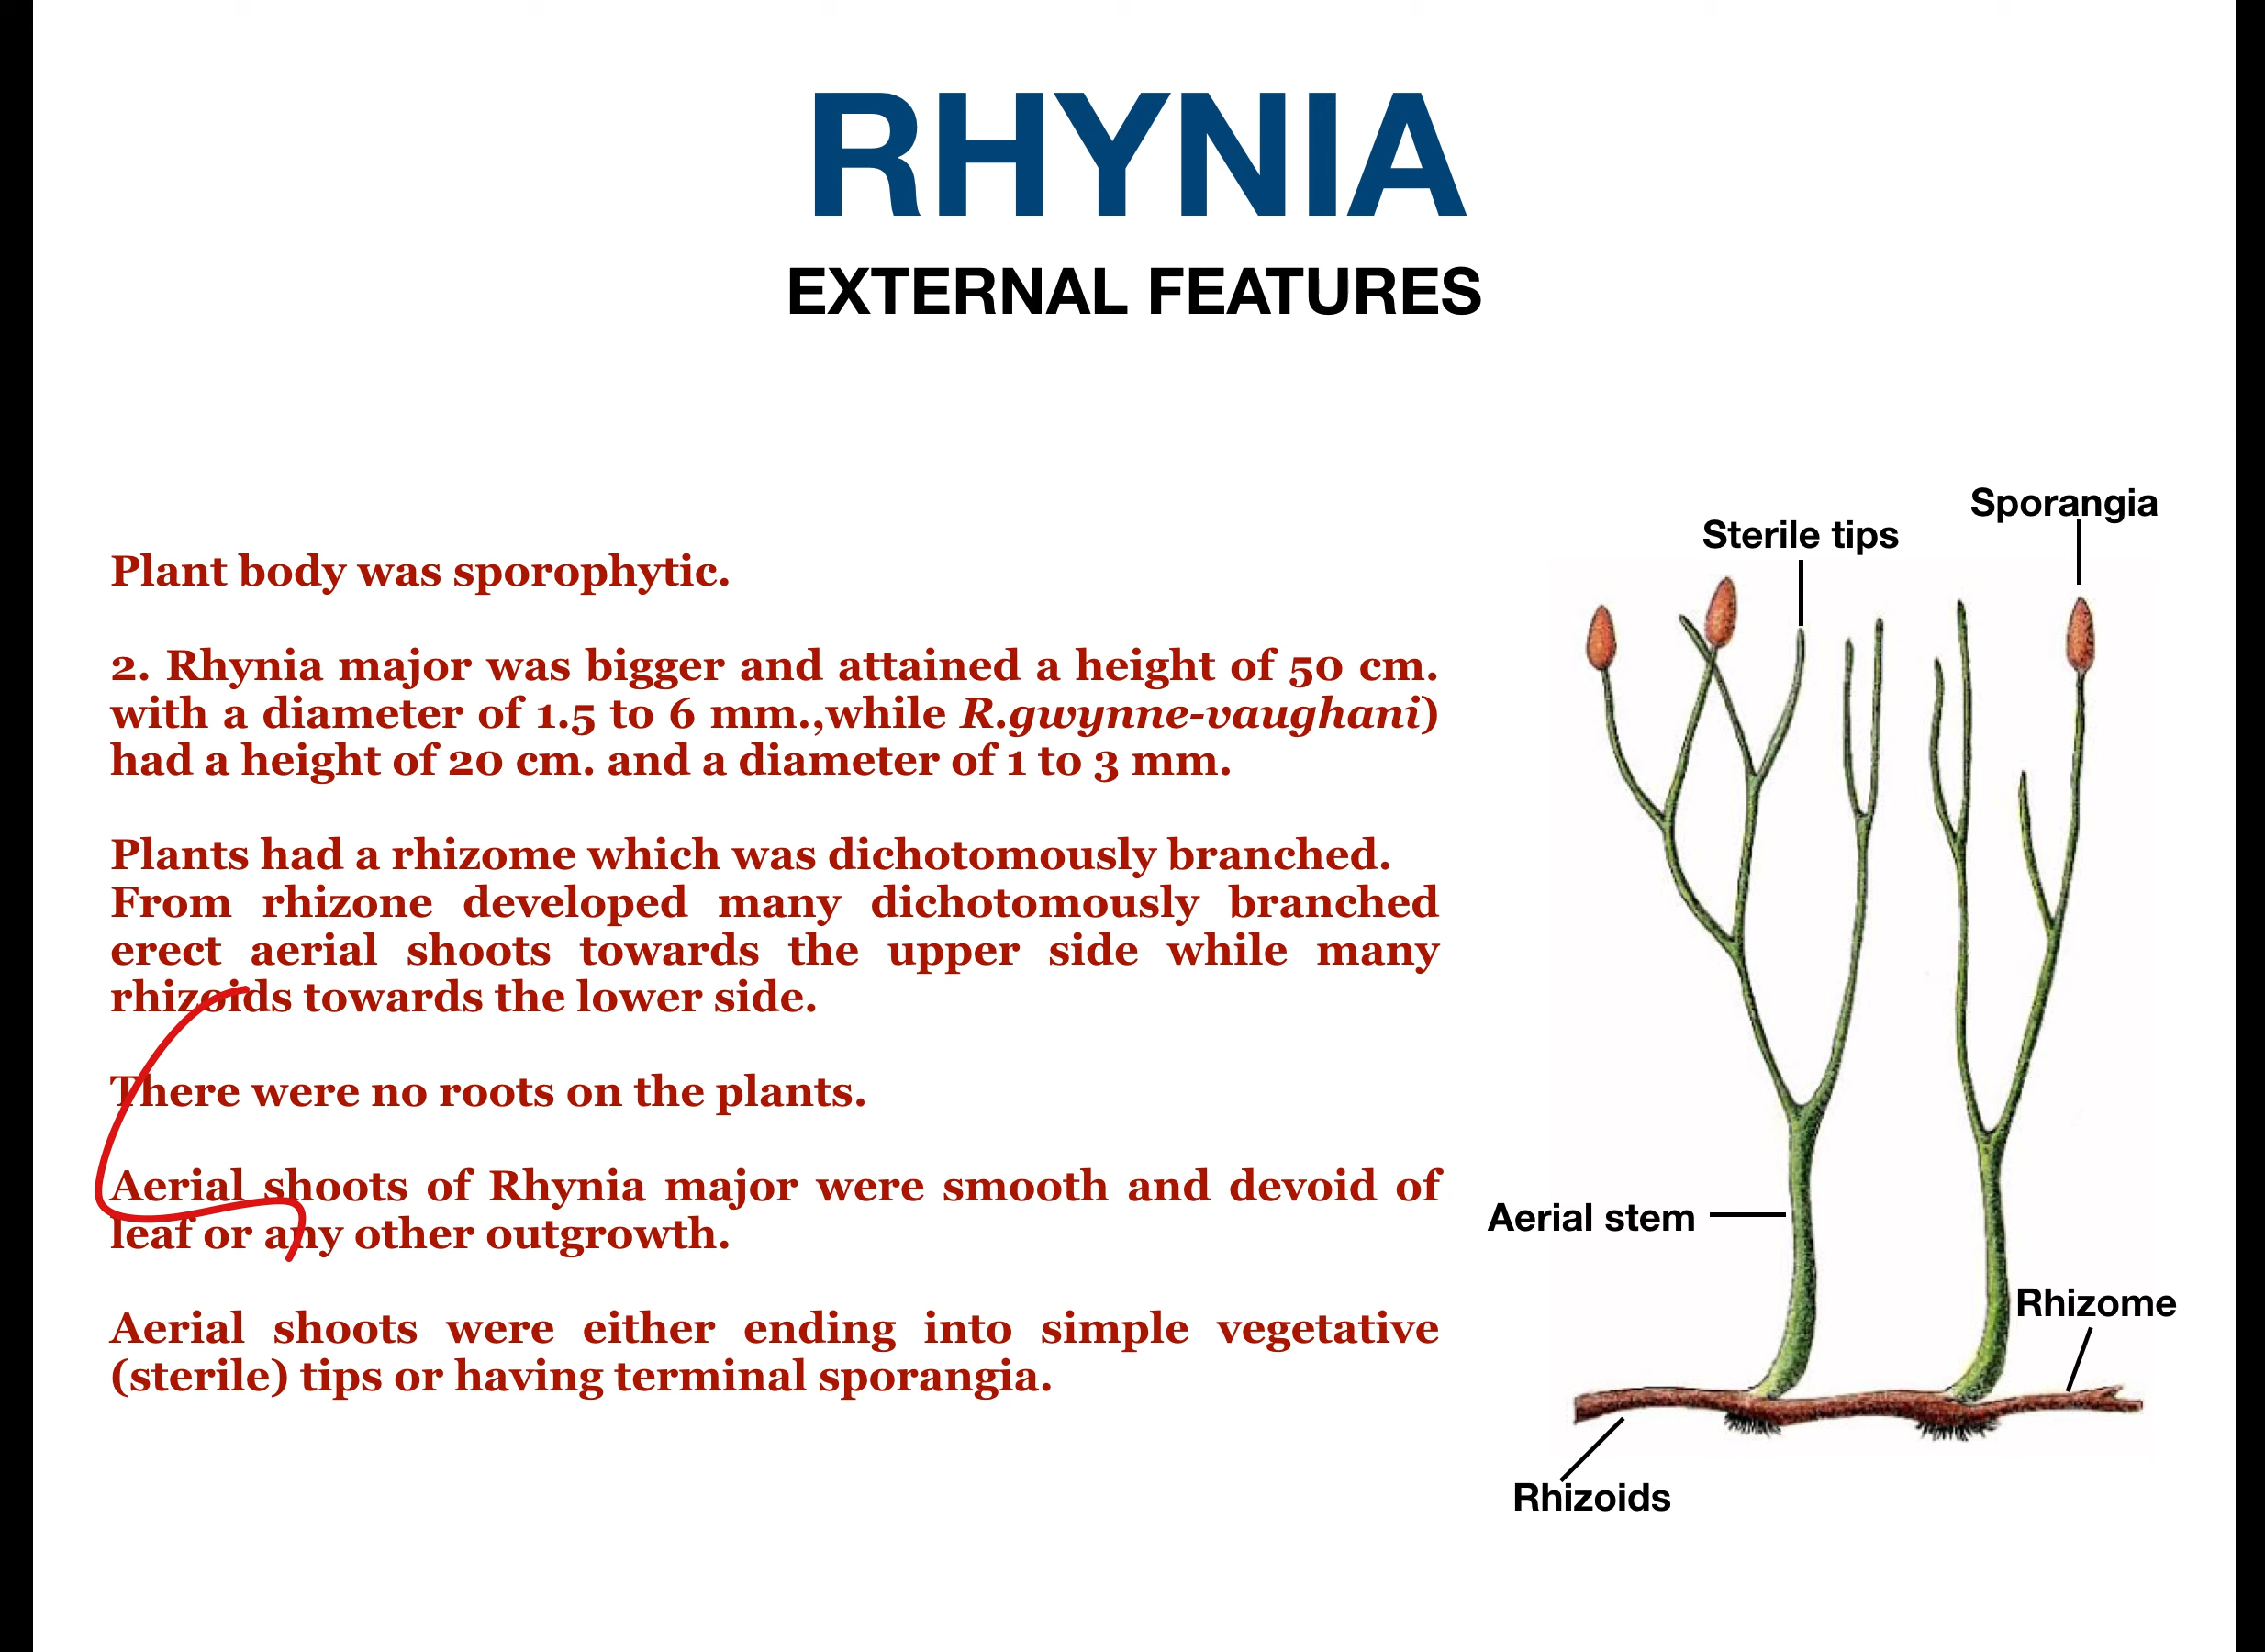 RHYNIA
EXTERNAL FEATURES
Plant body was sporophytic.
2. Rhynia major was bigger and attained a height of 50 cm.
with a diameter of 1.5 to 6 mm.,while R.gwynne-vaughani)
had a height of 20 cm. and a diameter of 1 to 3 mm.
Plants had a rhizome which was dichotomously branched.
From rhizone developed many dichotomously branched
erect aerial shoots towards the upper side while many
rhizoids towards the lower side.
There were no roots on the plants.
Aerial shoots of Rhynia major were smooth and devoid of
leaf or any other outgrowth.
Aerial shoots were either ending into simple vegetative
(sterile) tips or having terminal sporangia.
Sporangia
Sterile tips
Aerial stem
Rhizome
Rhizoids